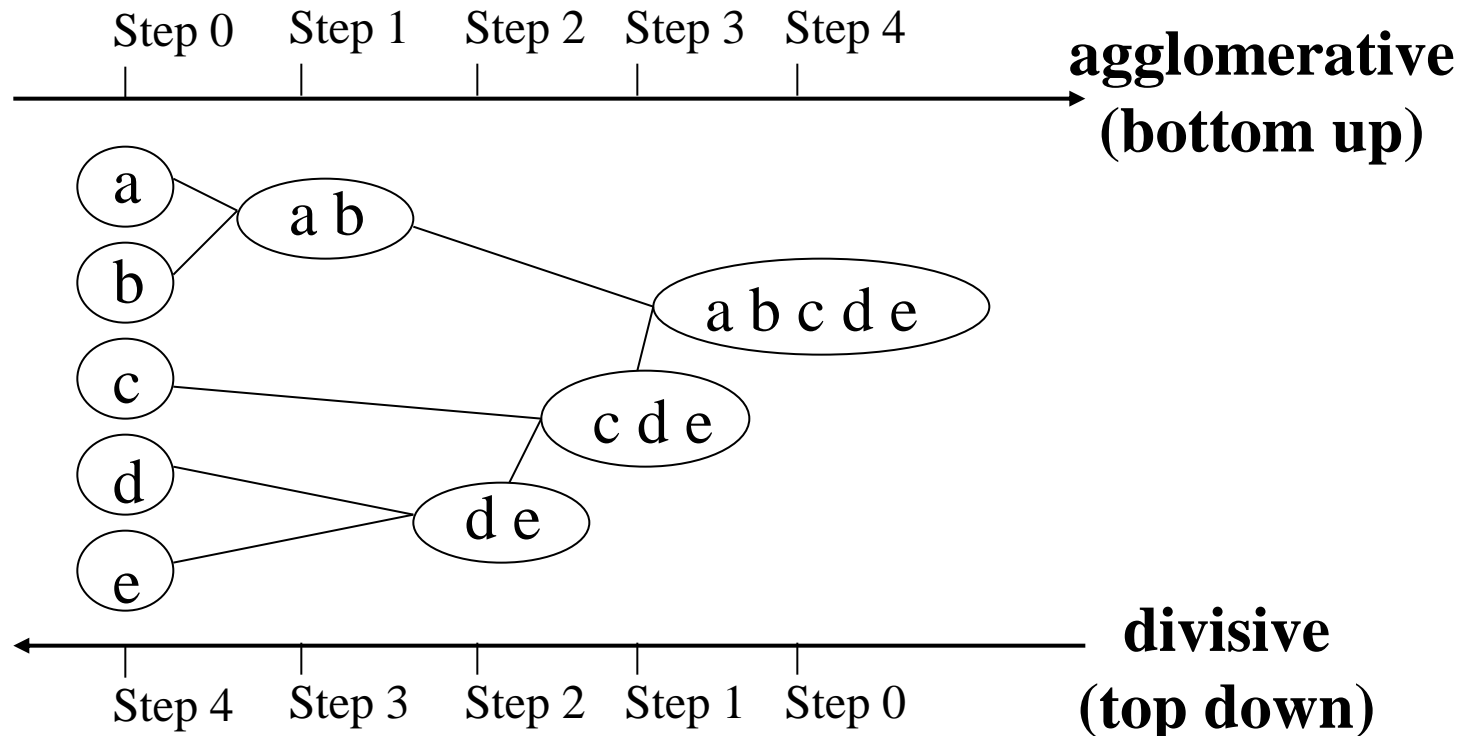 Step 0 Step 1 Step 2 Step 3 Step 4
agglomerative
(bottom up)
a
a b
b
a b c d e
c
c d e
d
d e
e
divisive
(top down)
Step 4 Step 3 Step 2 Step 1 Step 0